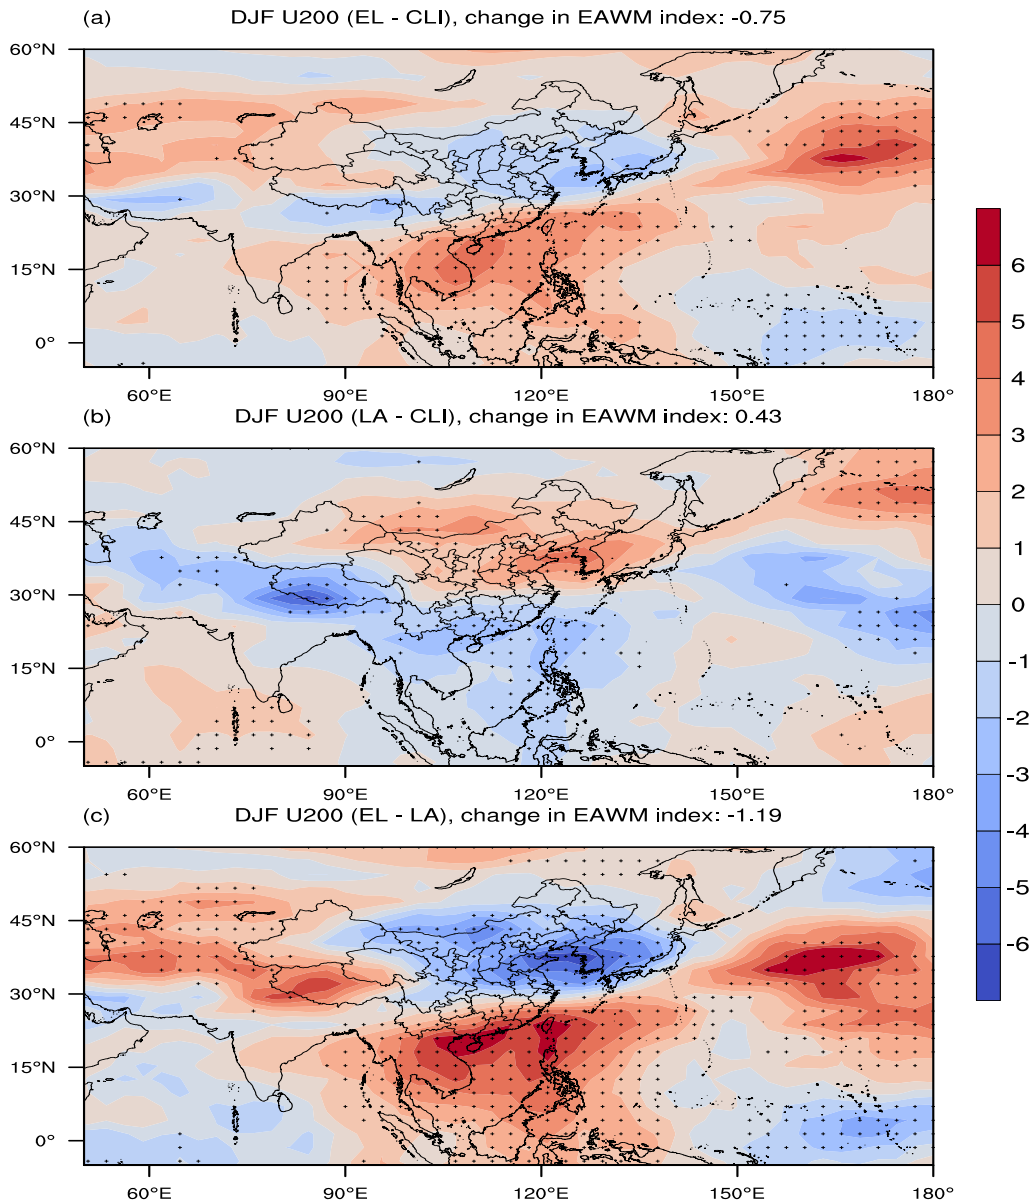 (a) DJF U200 (EL - CLI), change in EAWM index: -0.75
60°N
45°N
30°N
15°N
0°
60°E 90°E 120°E 150°E 180°
(b) DJF U200 (LA - CLI), change in EAWM index: 0.43
60°N
45°N
30°N
15°N
0°
60°E 90°E 120°E 150°E 180°
(c) DJF U200 (EL - LA), change in EAWM index: -1.19
60°N
45°N
30°N
15°N
0°
60°E 90°E 120°E 150°E 180°
6
5
4
3
2
1
0
-1
-2
-3
-4
-5
-6